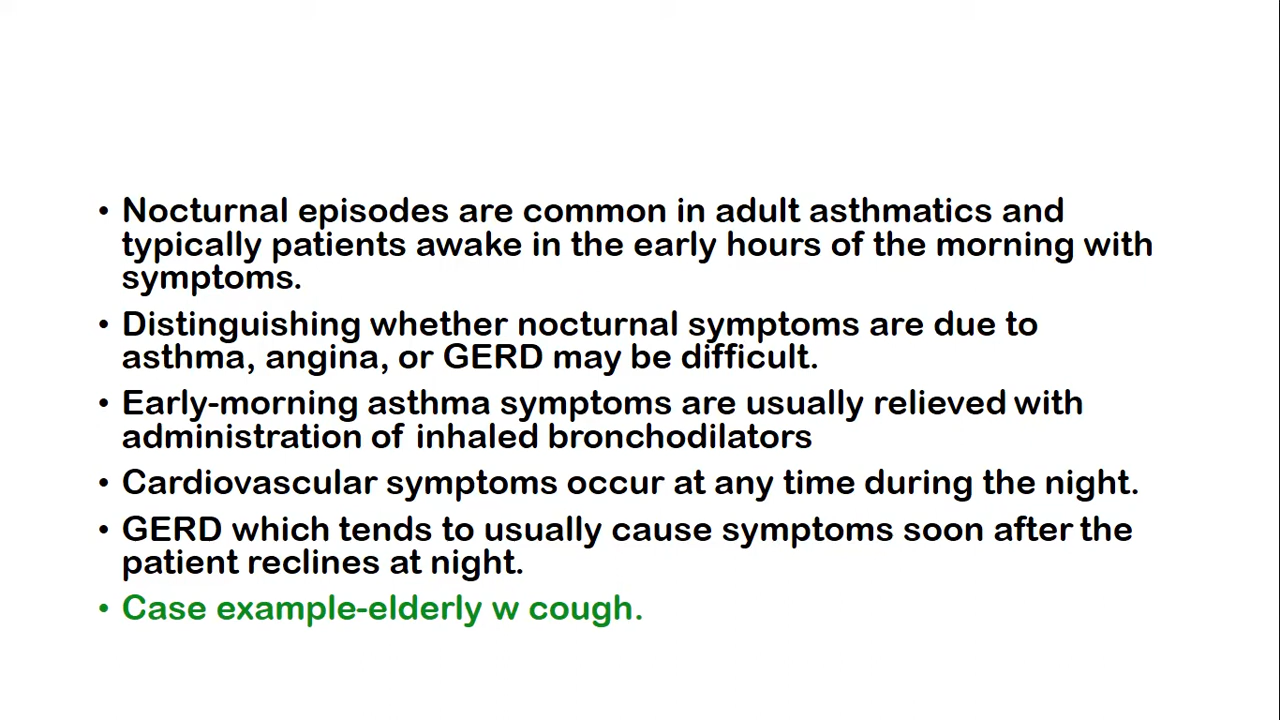 • Nocturnal episodes are common in adult asthmatics and
typically patients awake in the early hours of the morning with
symptoms.
• Distinguishing whether nocturnal symptoms are due to
asthma, angina, or GERD may be difficult.
• Early-morning asthma symptoms are usually relieved with
administration of inhaled bronchodilators
• Cardiovascular symptoms occur at any time during the night.
• GERD which tends to usually cause symptoms soon after the
patient reclines at night.
• Case example-elderly w cough.